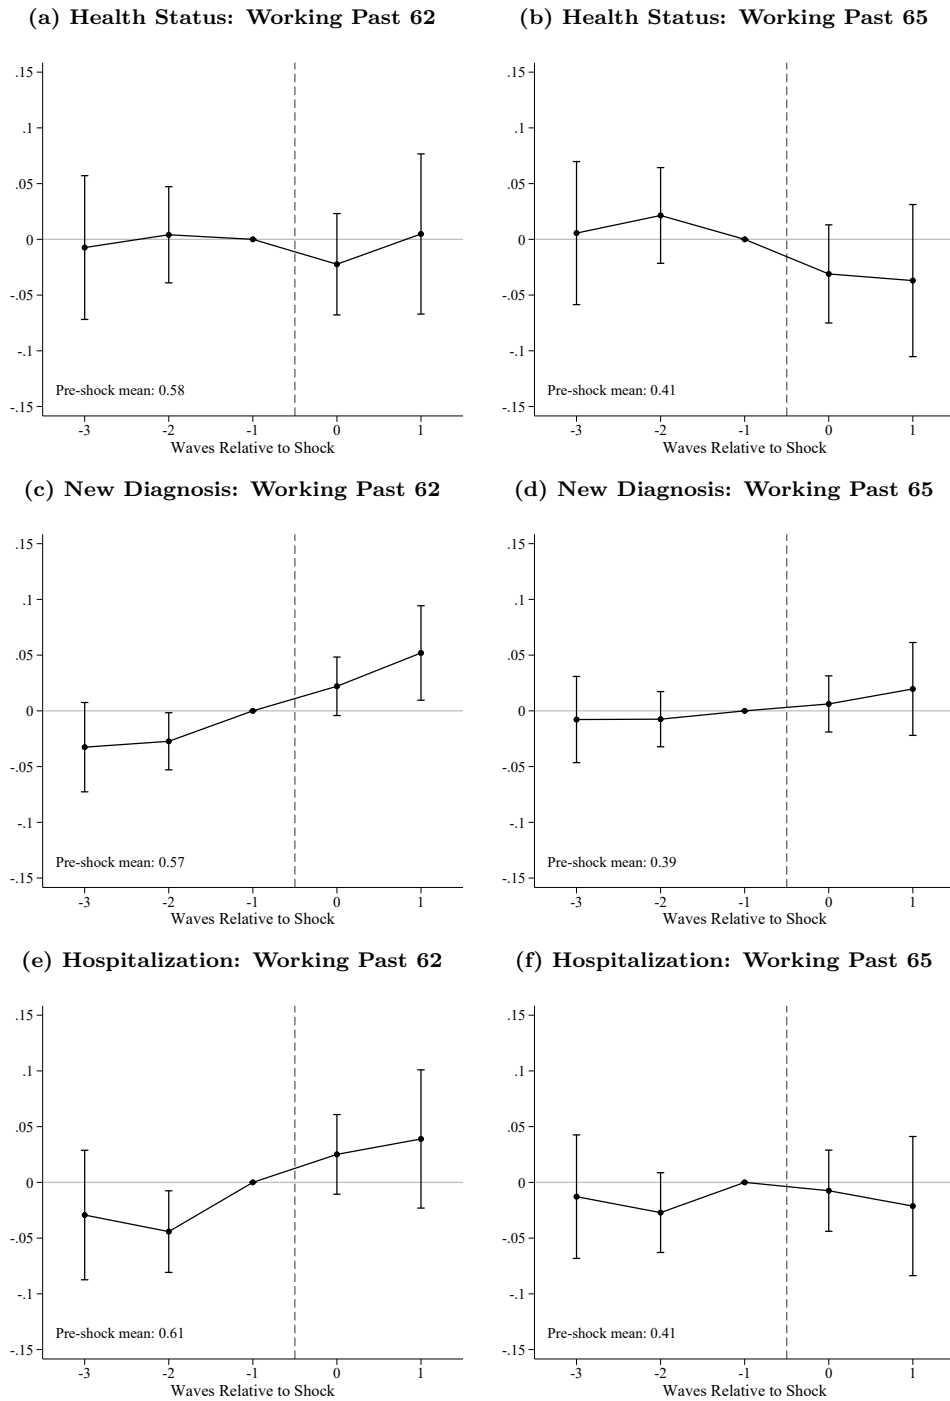 (a) Health Status: Working Past 62
.15
.1
.05
0
-.05
-.1
-.15
Pre-shock mean: 0.58
-3 -2 -1 0 1
Waves Relative to Shock
(b) Health Status: Working Past 65
.15
.1
.05
0
-.05
-.1
-.15
Pre-shock mean: 0.41
-3 -2 -1 0 1
Waves Relative to Shock
(c) New Diagnosis: Working Past 62
.15
.1
.05
0
-.05
-.1
-.15
Pre-shock mean: 0.57
-3 -2 -1 0 1
Waves Relative to Shock
(d) New Diagnosis: Working Past 65
.15
.1
.05
0
-.05
-.1
-.15
Pre-shock mean: 0.39
-3 -2 -1 0 1
Waves Relative to Shock
(e) Hospitalization: Working Past 62
.15
.1
.05
0
-.05
-.1
-.15
Pre-shock mean: 0.61
-3 -2 -1 0 1
Waves Relative to Shock
(f) Hospitalization: Working Past 65
.15
.1
.05
0
-.05
-.1
-.15
Pre-shock mean: 0.41
-3 -2 -1 0 1
Waves Relative to Shock